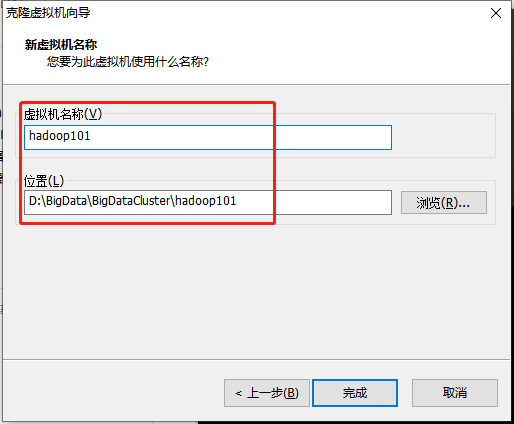 克隆虚拟机向导
新虚拟机名称
您要为此虚拟机使用什么名称?
虚拟机名称(V)
hadoop101
位置(L)
D:\BigData\BigDataCluster\hadoop101
浏览(R)...
< 上一步(B)
完成
取消